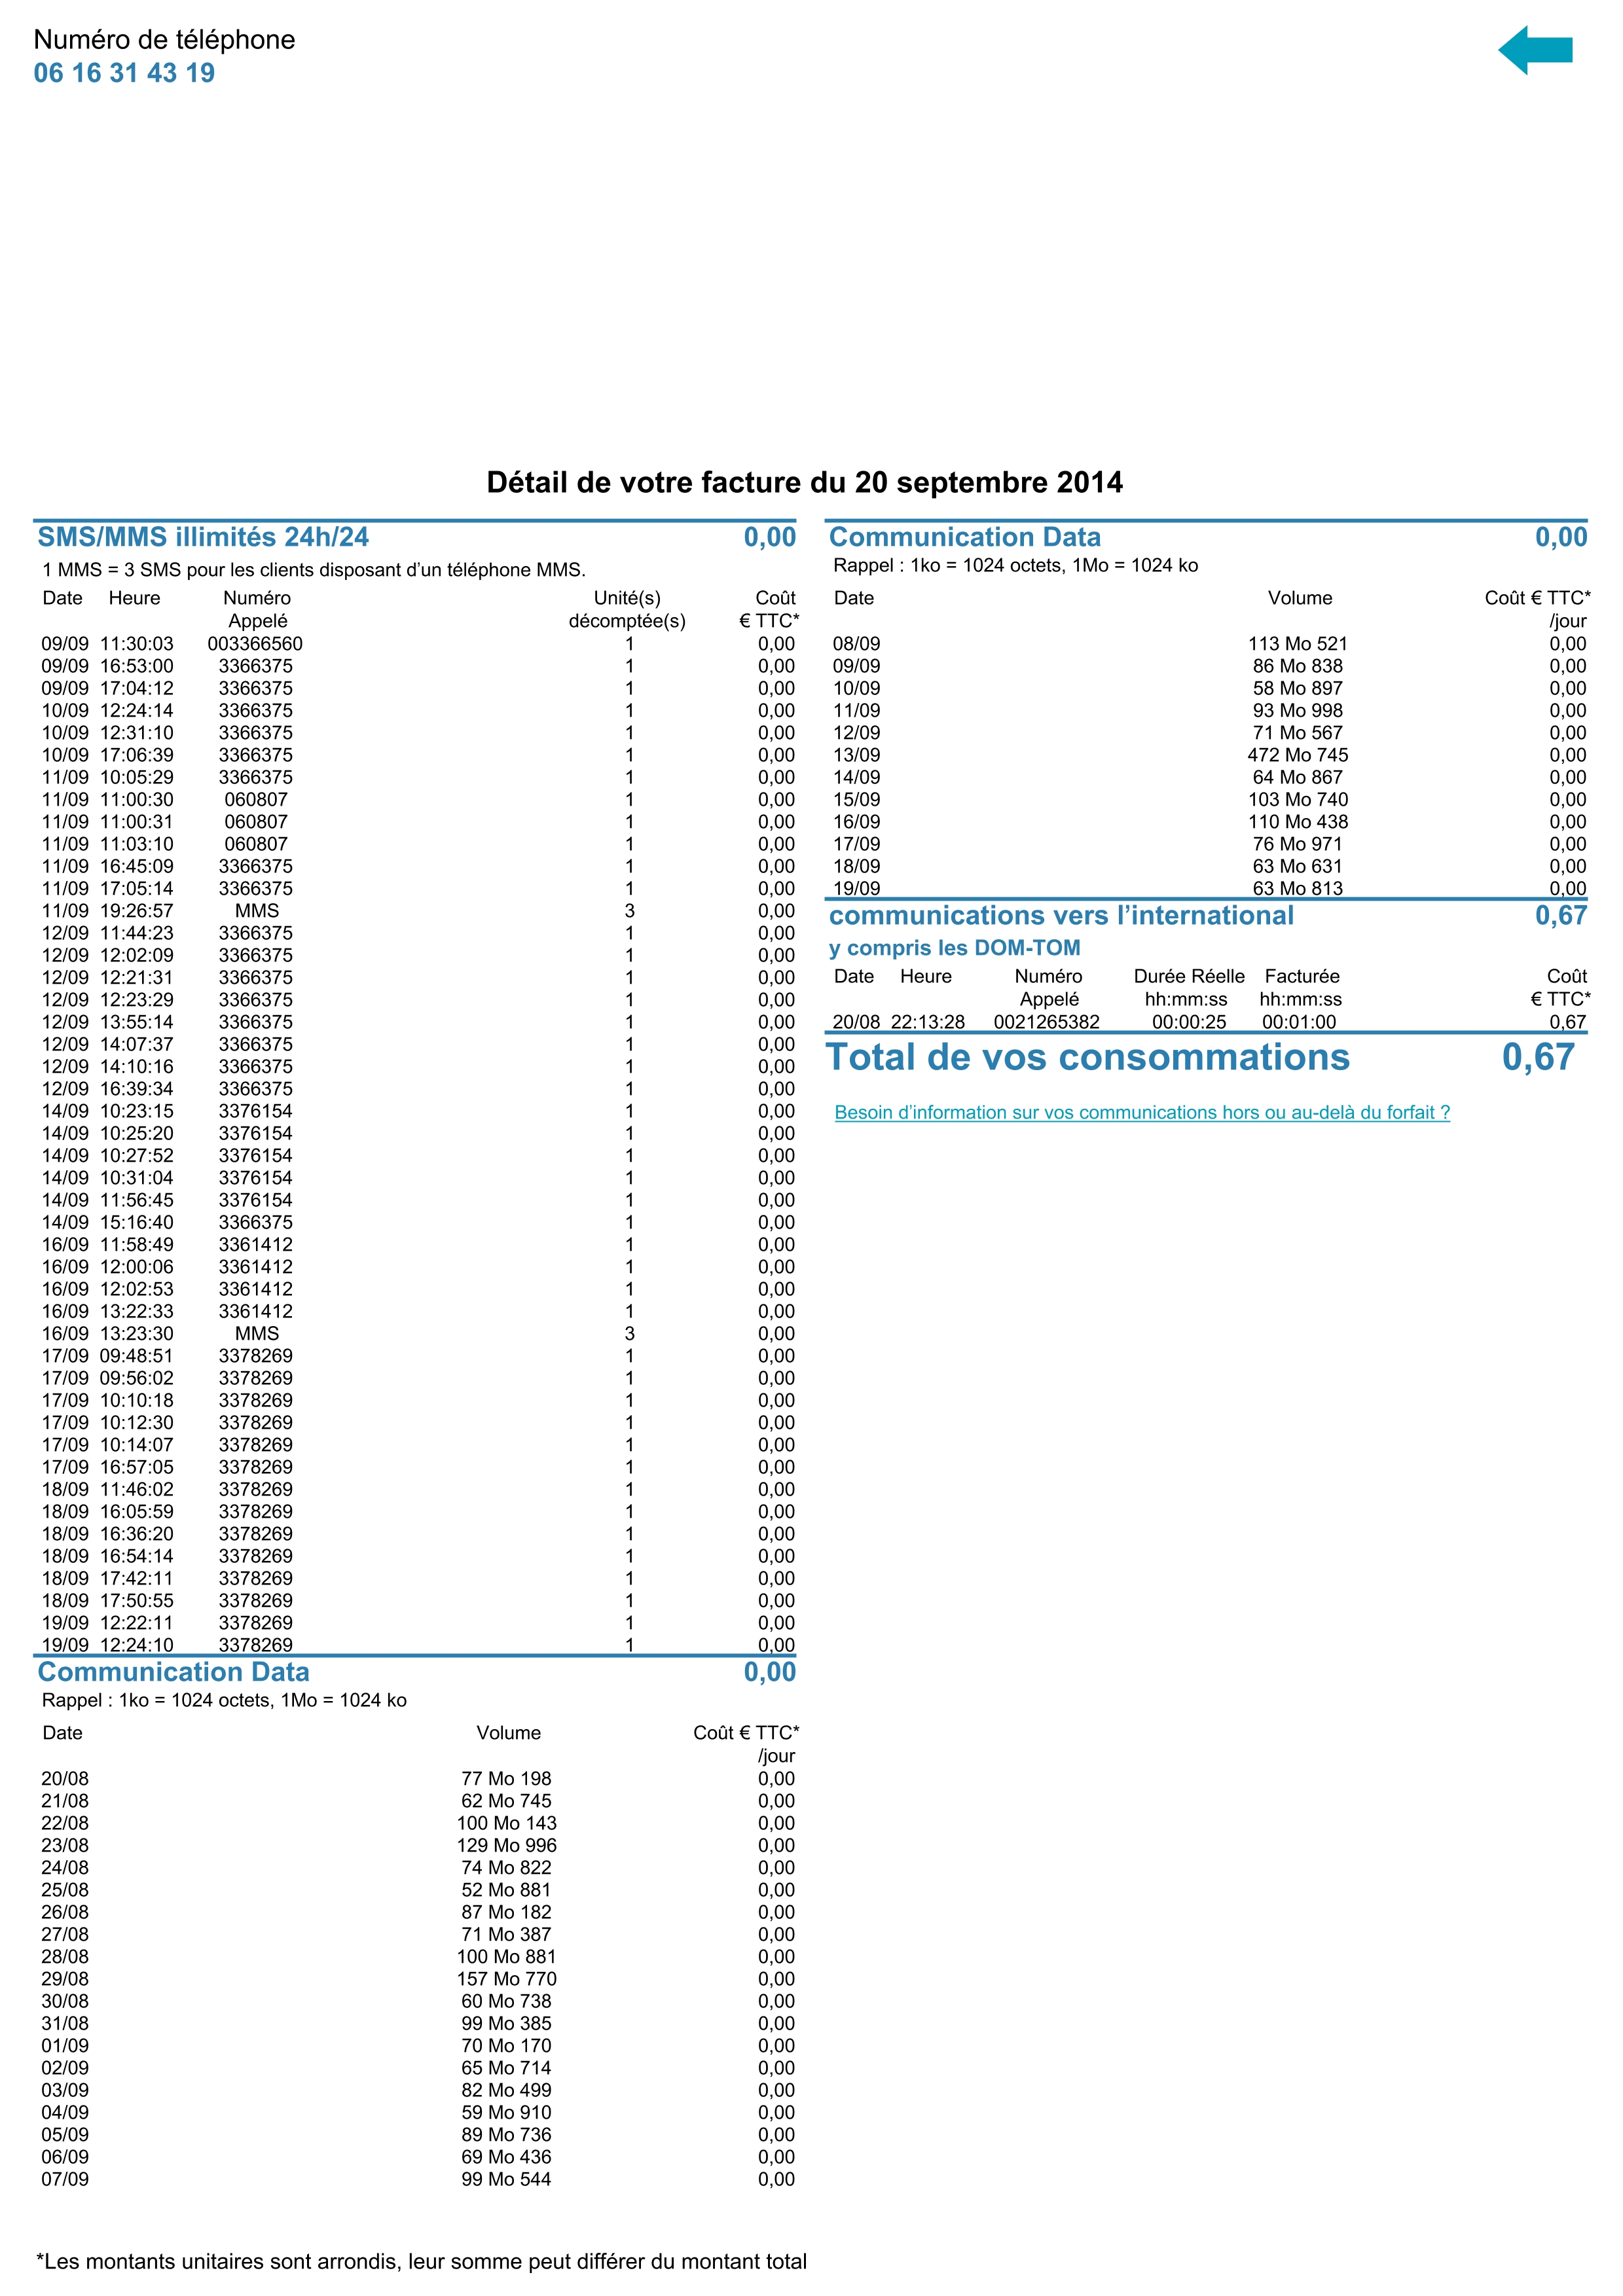 Numéro de téléphone
06 16 31 43 19
Détail de votre facture du 20 septembre 2014
SMS/MMS illimités 24h/24 0,00
1 MMS = 3 SMS pour les clients disposant d’un téléphone MMS.
Date Heure Numéro Unité(s) Coût
Appelé décomptée(s) € TTC*
09/09 11:30:03 003366560 1 0,00
09/09 16:53:00 3366375 1 0,00
09/09 17:04:12 3366375 1 0,00
10/09 12:24:14 3366375 1 0,00
10/09 12:31:10 3366375 1 0,00
10/09 17:06:39 3366375 1 0,00
11/09 10:05:29 3366375 1 0,00
11/09 11:00:30 060807 1 0,00
11/09 11:00:31 060807 1 0,00
11/09 11:03:10 060807 1 0,00
11/09 16:45:09 3366375 1 0,00
11/09 17:05:14 3366375 1 0,00
11/09 19:26:57 MMS 3 0,00
12/09 11:44:23 3366375 1 0,00
12/09 12:02:09 3366375 1 0,00
12/09 12:21:31 3366375 1 0,00
12/09 12:23:29 3366375 1 0,00
12/09 13:55:14 3366375 1 0,00
12/09 14:07:37 3366375 1 0,00
12/09 14:10:16 3366375 1 0,00
12/09 16:39:34 3366375 1 0,00
14/09 10:23:15 3376154 1 0,00
14/09 10:25:20 3376154 1 0,00
14/09 10:27:52 3376154 1 0,00
14/09 10:31:04 3376154 1 0,00
14/09 11:56:45 3376154 1 0,00
14/09 15:16:40 3366375 1 0,00
16/09 11:58:49 3361412 1 0,00
16/09 12:00:06 3361412 1 0,00
16/09 12:02:53 3361412 1 0,00
16/09 13:22:33 3361412 1 0,00
16/09 13:23:30 MMS 3 0,00
17/09 09:48:51 3378269 1 0,00
17/09 09:56:02 3378269 1 0,00
17/09 10:10:18 3378269 1 0,00
17/09 10:12:30 3378269 1 0,00
17/09 10:14:07 3378269 1 0,00
17/09 16:57:05 3378269 1 0,00
18/09 11:46:02 3378269 1 0,00
18/09 16:05:59 3378269 1 0,00
18/09 16:36:20 3378269 1 0,00
18/09 16:54:14 3378269 1 0,00
18/09 17:42:11 3378269 1 0,00
18/09 17:50:55 3378269 1 0,00
19/09 12:22:11 3378269 1 0,00
19/09 12:24:10 3378269 1 0,00
Communication Data 0,00
Rappel : 1ko = 1024 octets, 1Mo = 1024 ko
Date Volume Coût € TTC*
/jour
20/08 77 Mo 198 0,00
21/08 62 Mo 745 0,00
22/08 100 Mo 143 0,00
23/08 129 Mo 996 0,00
24/08 74 Mo 822 0,00
25/08 52 Mo 881 0,00
26/08 87 Mo 182 0,00
27/08 71 Mo 387 0,00
28/08 100 Mo 881 0,00
29/08 157 Mo 770 0,00
30/08 60 Mo 738 0,00
31/08 99 Mo 385 0,00
01/09 70 Mo 170 0,00
02/09 65 Mo 714 0,00
03/09 82 Mo 499 0,00
04/09 59 Mo 910 0,00
05/09 89 Mo 736 0,00
06/09 69 Mo 436 0,00
07/09 99 Mo 544 0,00
Communication Data 0,00
Rappel : 1ko = 1024 octets, 1Mo = 1024 ko
Date Volume Coût € TTC*
/jour
08/09 113 Mo 521 0,00
09/09 86 Mo 838 0,00
10/09 58 Mo 897 0,00
11/09 93 Mo 998 0,00
12/09 71 Mo 567 0,00
13/09 472 Mo 745 0,00
14/09 64 Mo 867 0,00
15/09 103 Mo 740 0,00
16/09 110 Mo 438 0,00
17/09 76 Mo 971 0,00
18/09 63 Mo 631 0,00
19/09 63 Mo 813 0,00
communications vers l’international 0,67
y compris les DOM-TOM
Date Heure Numéro Durée Réelle Facturée Coût
Appelé hh:mm:ss hh:mm:ss € TTC*
20/08 22:13:28 0021265382 00:00:25 00:01:00 0,67
Total de vos consommations 0,67
Besoin d’information sur vos communications hors ou au-delà du forfait ?
*Les montants unitaires sont arrondis, leur somme peut différer du montant total